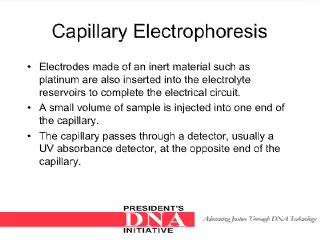 Capillary Electrophoresis
• Electrodes made of an inert material such as
platinum are also inserted into the electrolyte
reservoirs to complete the electrical circuit.
• A small volume of sample is injected into one end of
the capillary.
• The capillary passes through a detector, usually a
UV absorbance detector, at the opposite end of the
capillary.
PRESIDENT'S
DNA
INITIATIVE
Advancing Justice Through DNA Technology